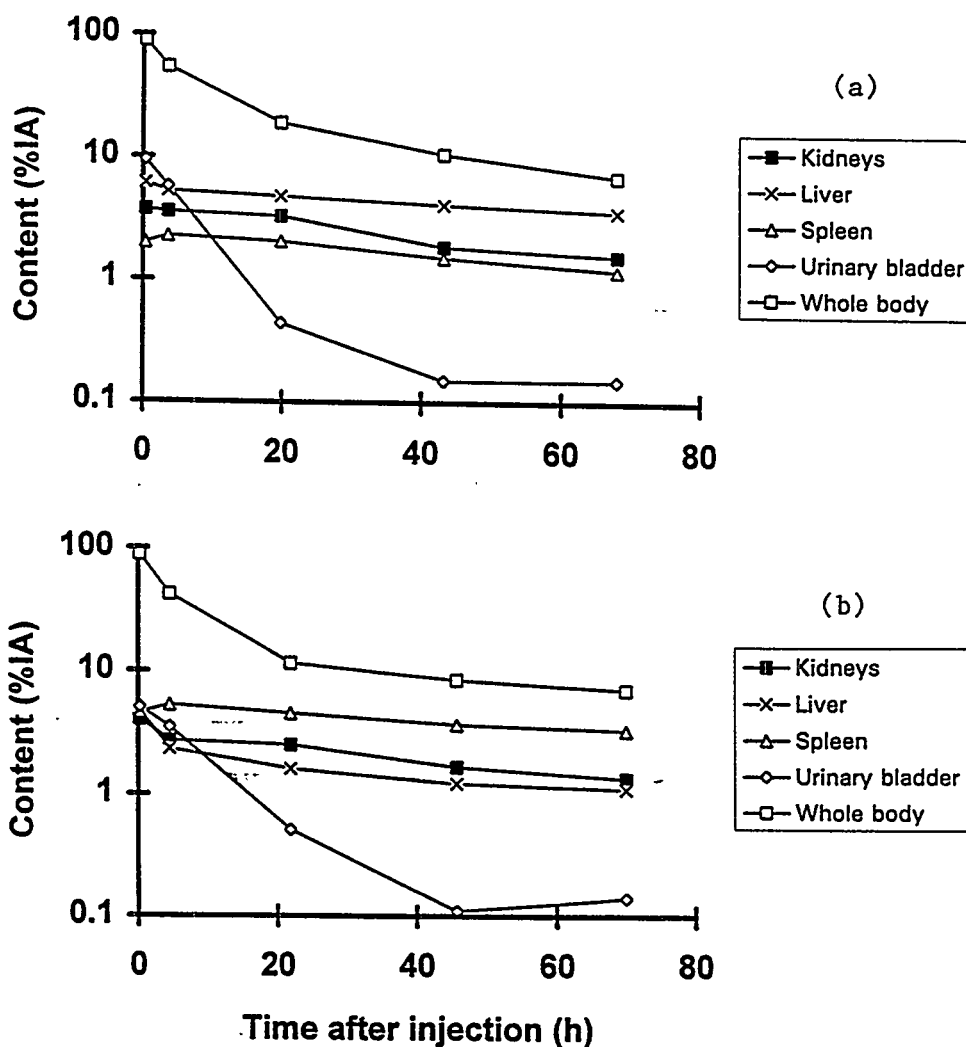 100
10
1
0.1
Content (%IA)
0 20 40 60 80
(a)
Kidneys
Liver
Spleen
Urinary bladder
Whole body
100
10
1
0.1
Content (%IA)
0 20 40 60 80
(b)
Kidneys
Liver
Spleen
Urinary bladder
Whole body
Time after injection (h)